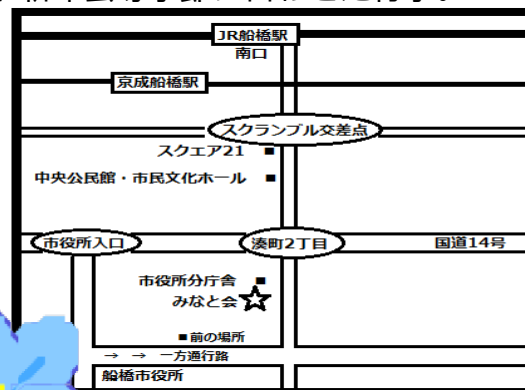 JR船橋駅
南口
京成船橋駅
スクランブル交差点
スクエア21 ■
中央公民館・市民文化ホール ■
市役所入口
湊町2丁目
国道14号
市役所分庁舎 ■
みなと会☆
■前の場所
→ → 一方通行路
船橋市役所